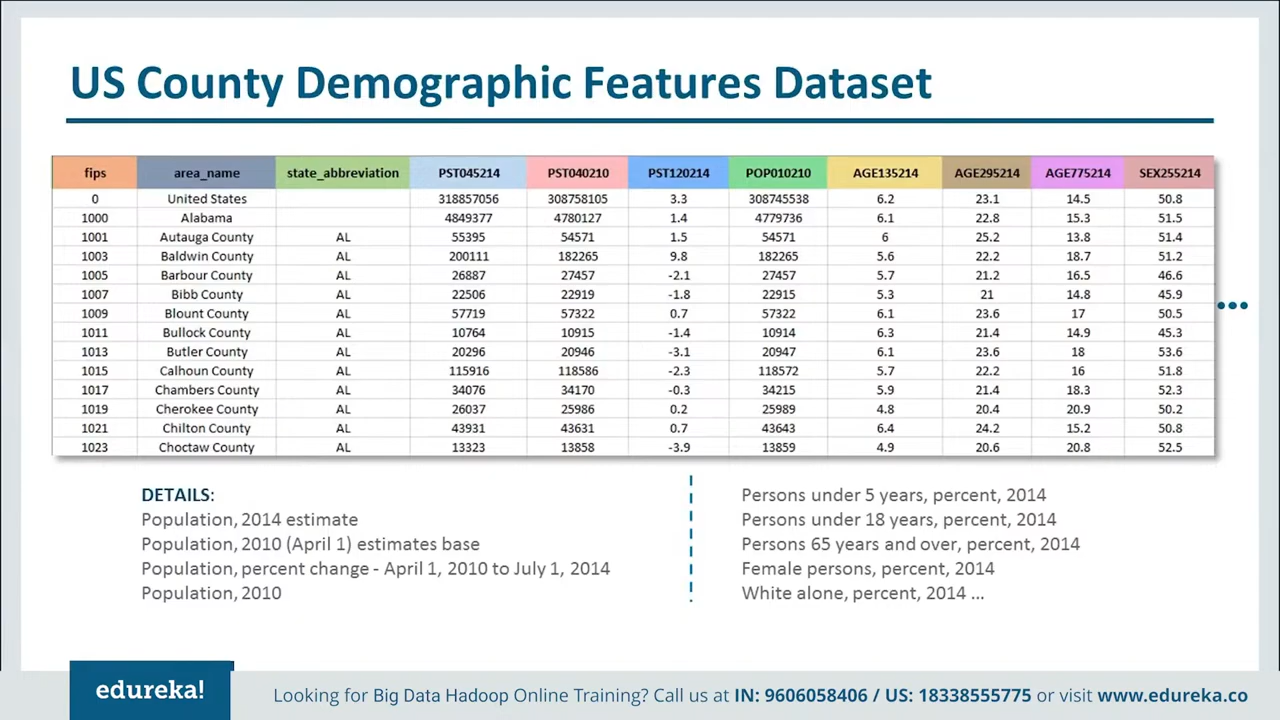 US County Demographic Features Dataset
fips area_name state_abbreviation PST045214 PST040210 PST120214 POP010210 AGE135214 AGE295214 AGE775214 SEX255214
0 United States 318857056 308758105 3.3 308745538 6.2 23.1 14.5 50.8
1000 Alabama 4849377 4780127 1.4 4779736 6.1 22.8 15.3 51.5
1001 Autauga County AL 55395 54571 1.5 54571 6 25.2 13.8 51.4
1003 Baldwin County AL 200111 182265 9.8 182265 5.6 22.2 18.7 51.2
1005 Barbour County AL 26887 27457 -2.1 27457 5.7 21.2 16.5 46.6
1007 Bibb County AL 22506 22919 -1.8 22915 5.3 21 14.8 45.9
1009 Blount County AL 57719 57322 0.7 57322 6.1 23.6 17 50.5
1011 Bullock County AL 10764 10915 -1.4 10914 6.3 21.4 14.9 45.3
1013 Butler County AL 20296 20946 -3.1 20947 6.1 23.6 18 53.6
1015 Calhoun County AL 115916 118586 -2.3 118572 5.7 22.2 16 51.8
1017 Chambers County AL 34076 34170 -0.3 34215 5.9 21.4 18.3 52.3
1019 Cherokee County AL 26037 25986 0.2 25989 4.8 20.4 20.9 50.2
1021 Chilton County AL 43931 43631 0.7 43643 6.4 24.2 15.2 50.8
1023 Choctaw County AL 13323 13858 -3.9 13859 4.9 20.6 20.8 52.5
DETAILS:
Population, 2014 estimate
Population, 2010 (April 1) estimates base
Population, percent change - April 1, 2010 to July 1, 2014
Population, 2010
Persons under 5 years, percent, 2014
Persons under 18 years, percent, 2014
Persons 65 years and over, percent, 2014
Female persons, percent, 2014
White alone, percent, 2014 ...
edureka!
Looking for Big Data Hadoop Online Training? Call us at IN: 9606058406 / US: 18338555775 or visit www.edureka.co